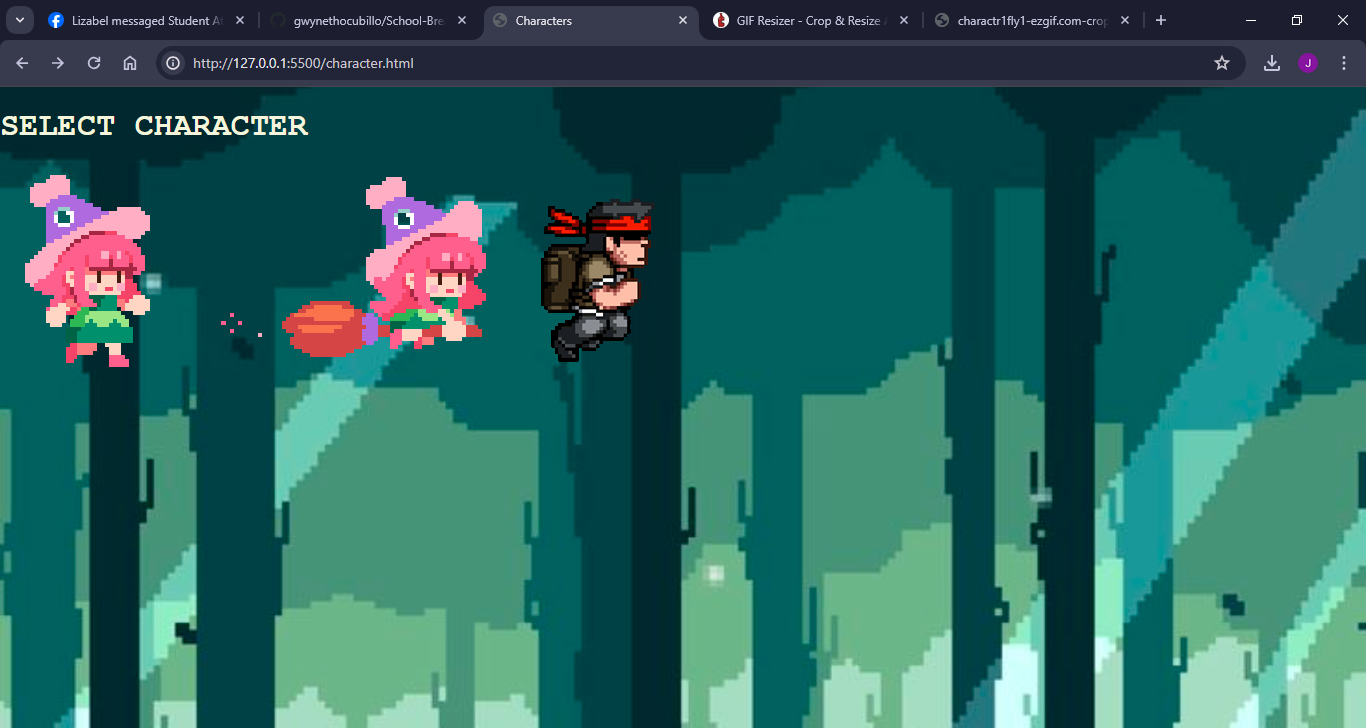 Lizabel messaged Student A
gwynethocubillo/School-Bre
Characters
GIF Resizer - Crop & Resize
charactr1fly1-ezgif.com-crop
http://127.0.0.1:5500/character.html
J
SELECT CHARACTER